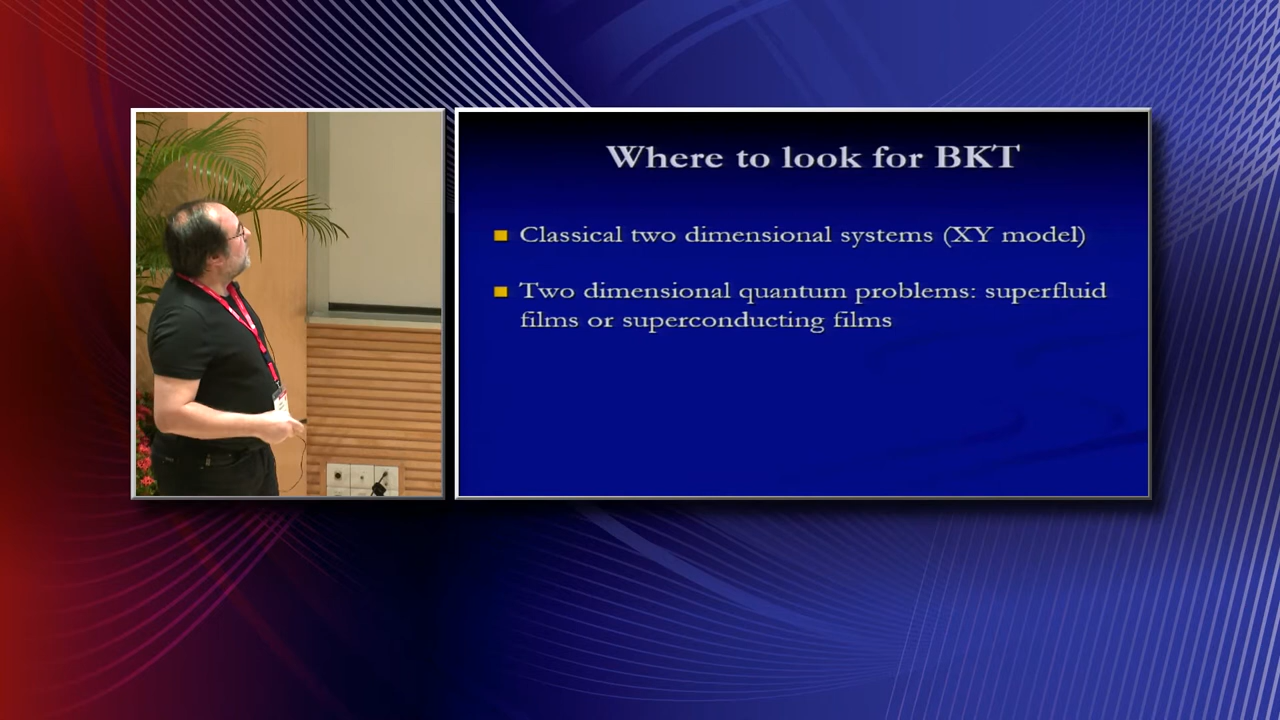 Where to look for BKT
Classical two dimensional systems (XY model)
Two dimensional quantum problems: superfluid
films or superconducting films